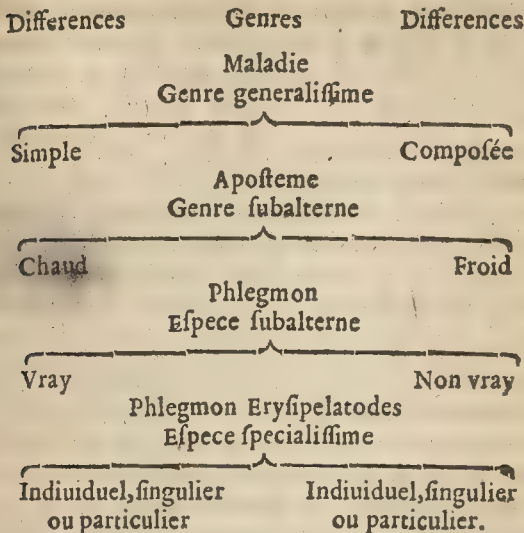 Differences Genres Differences
Maladie
Genre generaliſſime
Simple Compoſée
Apoſteme
Genre ſubalterne
Chaud Froid
Phlegmon
Eſpece ſubalterne
Vray Non vray
Phlegmon Eryſipelatodes
Eſpece ſpecialiſſime
Indiuiduel,ſingulier Indiuiduel,ſingulier
ou particulier ou particulier.